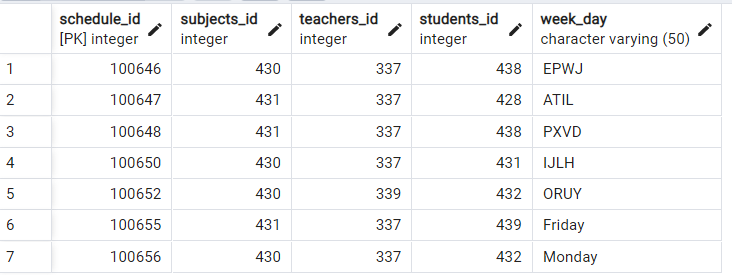 schedule_id subjects_id teachers_id students_id week_day
[PK] integer integer integer integer character varying (50)
1 100646 430 337 438 EPWJ
2 100647 431 337 428 ATIL
3 100648 431 337 438 PXVD
4 100650 430 337 431 IJLH
5 100652 430 339 432 ORUY
6 100655 431 337 439 Friday
7 100656 430 337 432 Monday